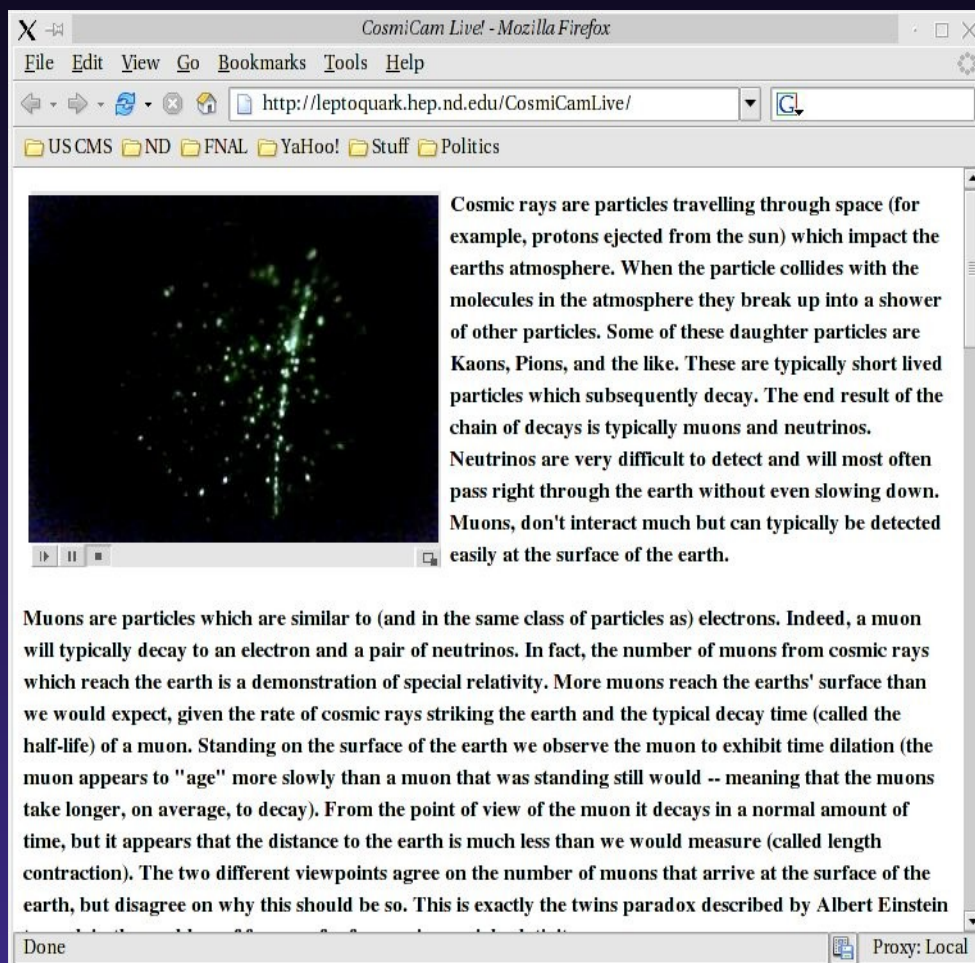 CosmiCam Live! - Mozilla Firefox
File Edit View Go Bookmarks Tools Help
http://leptoquark.hep.nd.edu/CosmiCamLive/
G
US CMS ND FNAL YaHoo! Stuff Politics
Cosmic rays are particles travelling through space (for
example, protons ejected from the sun) which impact the
earths atmosphere. When the particle collides with the
molecules in the atmosphere they break up into a shower
of other particles. Some of these daughter particles are
Kaons, Pions, and the like. These are typically short lived
particles which subsequently decay. The end result of the
chain of decays is typically muons and neutrinos.
Neutrinos are very difficult to detect and will most often
pass right through the earth without even slowing down.
Muons, don't interact much but can typically be detected
easily at the surface of the earth.
Muons are particles which are similar to (and in the same class of particles as) electrons. Indeed, a muon
will typically decay to an electron and a pair of neutrinos. In fact, the number of muons from cosmic rays
which reach the earth is a demonstration of special relativity. More muons reach the earths' surface than
we would expect, given the rate of cosmic rays striking the earth and the typical decay time (called the
half-life) of a muon. Standing on the surface of the earth we observe the muon to exhibit time dilation (the
muon appears to "age" more slowly than a muon that was standing still would -- meaning that the muons
take longer, on average, to decay). From the point of view of the muon it decays in a normal amount of
time, but it appears that the distance to the earth is much less than we would measure (called length
contraction). The two different viewpoints agree on the number of muons that arrive at the surface of the
earth, but disagree on why this should be so. This is exactly the twins paradox described by Albert Einstein
Done Proxy: Local